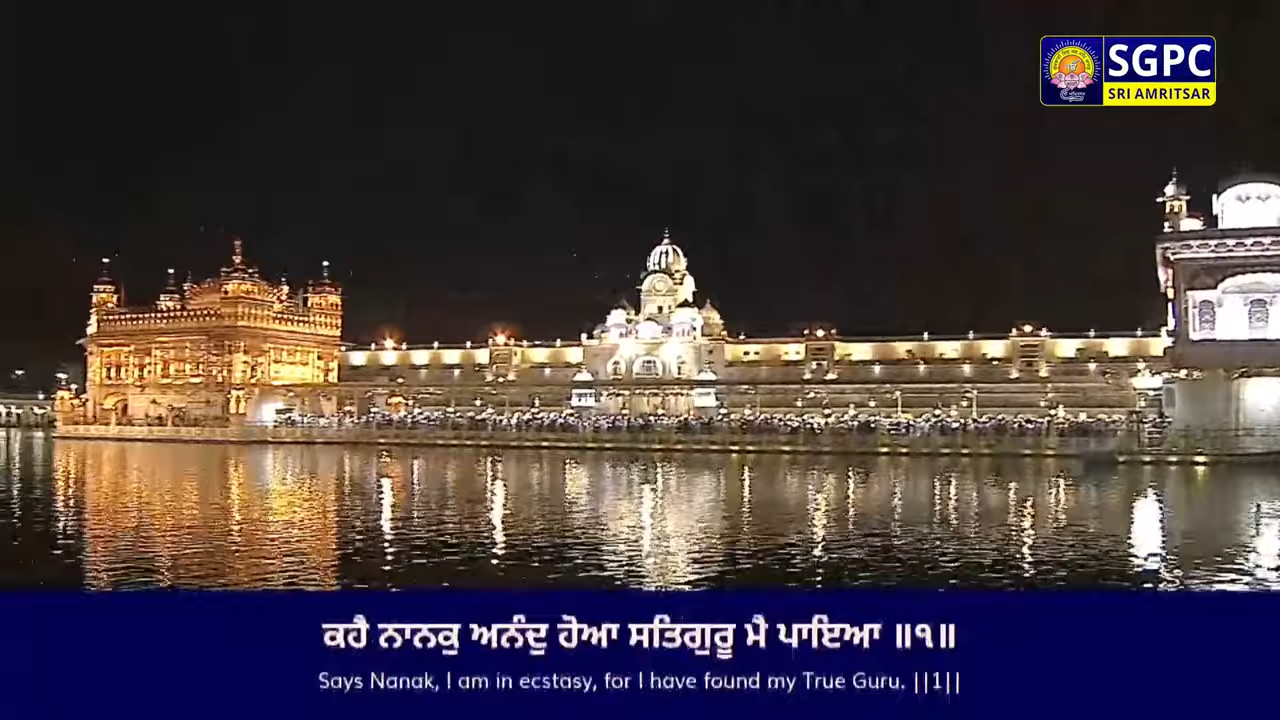 SGPC
SRI AMRITSAR
ਕਹੈ ਨਾਨਕੁ ਅਨੰਦੁ ਹੋਆ ਸਤਿਗੁਰੂ ਮੈ ਪਾਇਆ ॥੧॥
Says Nanak, I am in ecstasy, for I have found my True Guru. ||1||